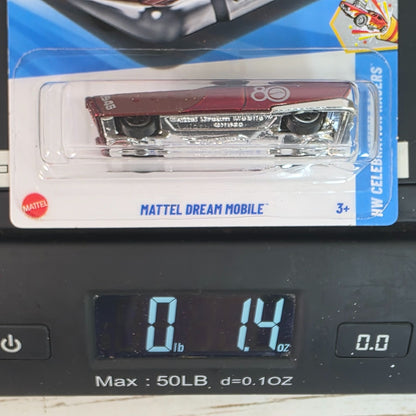 80
HW CELEBRATION RACERS
MATTEL
MATTEL DREAM MOBILE
3+
0 lb 1.4 oz
0.0
Max : 50LB d=0.1OZ